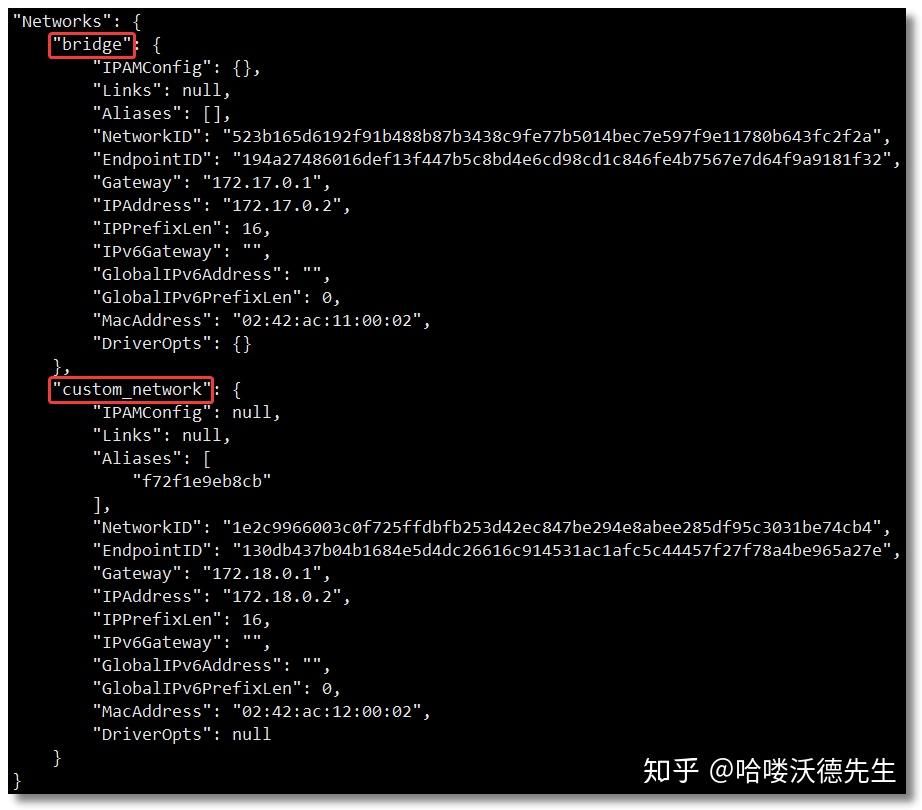 "Networks": {
    "bridge": {
        "IPAMConfig": {},
        "Links": null,
        "Aliases": [],
        "NetworkID": "523b165d6192f91b488b87b3438c9fe77b5014bec7e597f9e11780b643fc2f2a",
        "EndpointID": "194a27486016def13f447b5c8bd4e6cd98cd1c846fe4b7567e7d64f9a9181f32",
        "Gateway": "172.17.0.1",
        "IPAddress": "172.17.0.2",
        "IPPrefixLen": 16,
        "IPv6Gateway": "",
        "GlobalIPv6Address": "",
        "GlobalIPv6PrefixLen": 0,
        "MacAddress": "02:42:ac:11:00:02",
        "DriverOpts": {}
    },
    "custom_network": {
        "IPAMConfig": null,
        "Links": null,
        "Aliases": [
            "f72f1e9eb8cb"
        ],
        "NetworkID": "1e2c9966003c0f725ffdbfb253d42ec847be294e8abee285df95c3031be74cb4",
        "EndpointID": "130db437b04b1684e5d4dc26616c914531ac1afc5c44457f27f78a4be965a27e",
        "Gateway": "172.18.0.1",
        "IPAddress": "172.18.0.2",
        "IPPrefixLen": 16,
        "IPv6Gateway": "",
        "GlobalIPv6Address": "",
        "GlobalIPv6PrefixLen": 0,
        "MacAddress": "02:42:ac:12:00:02",
        "DriverOpts": null
    }
}
知乎 @哈喽沃德先生